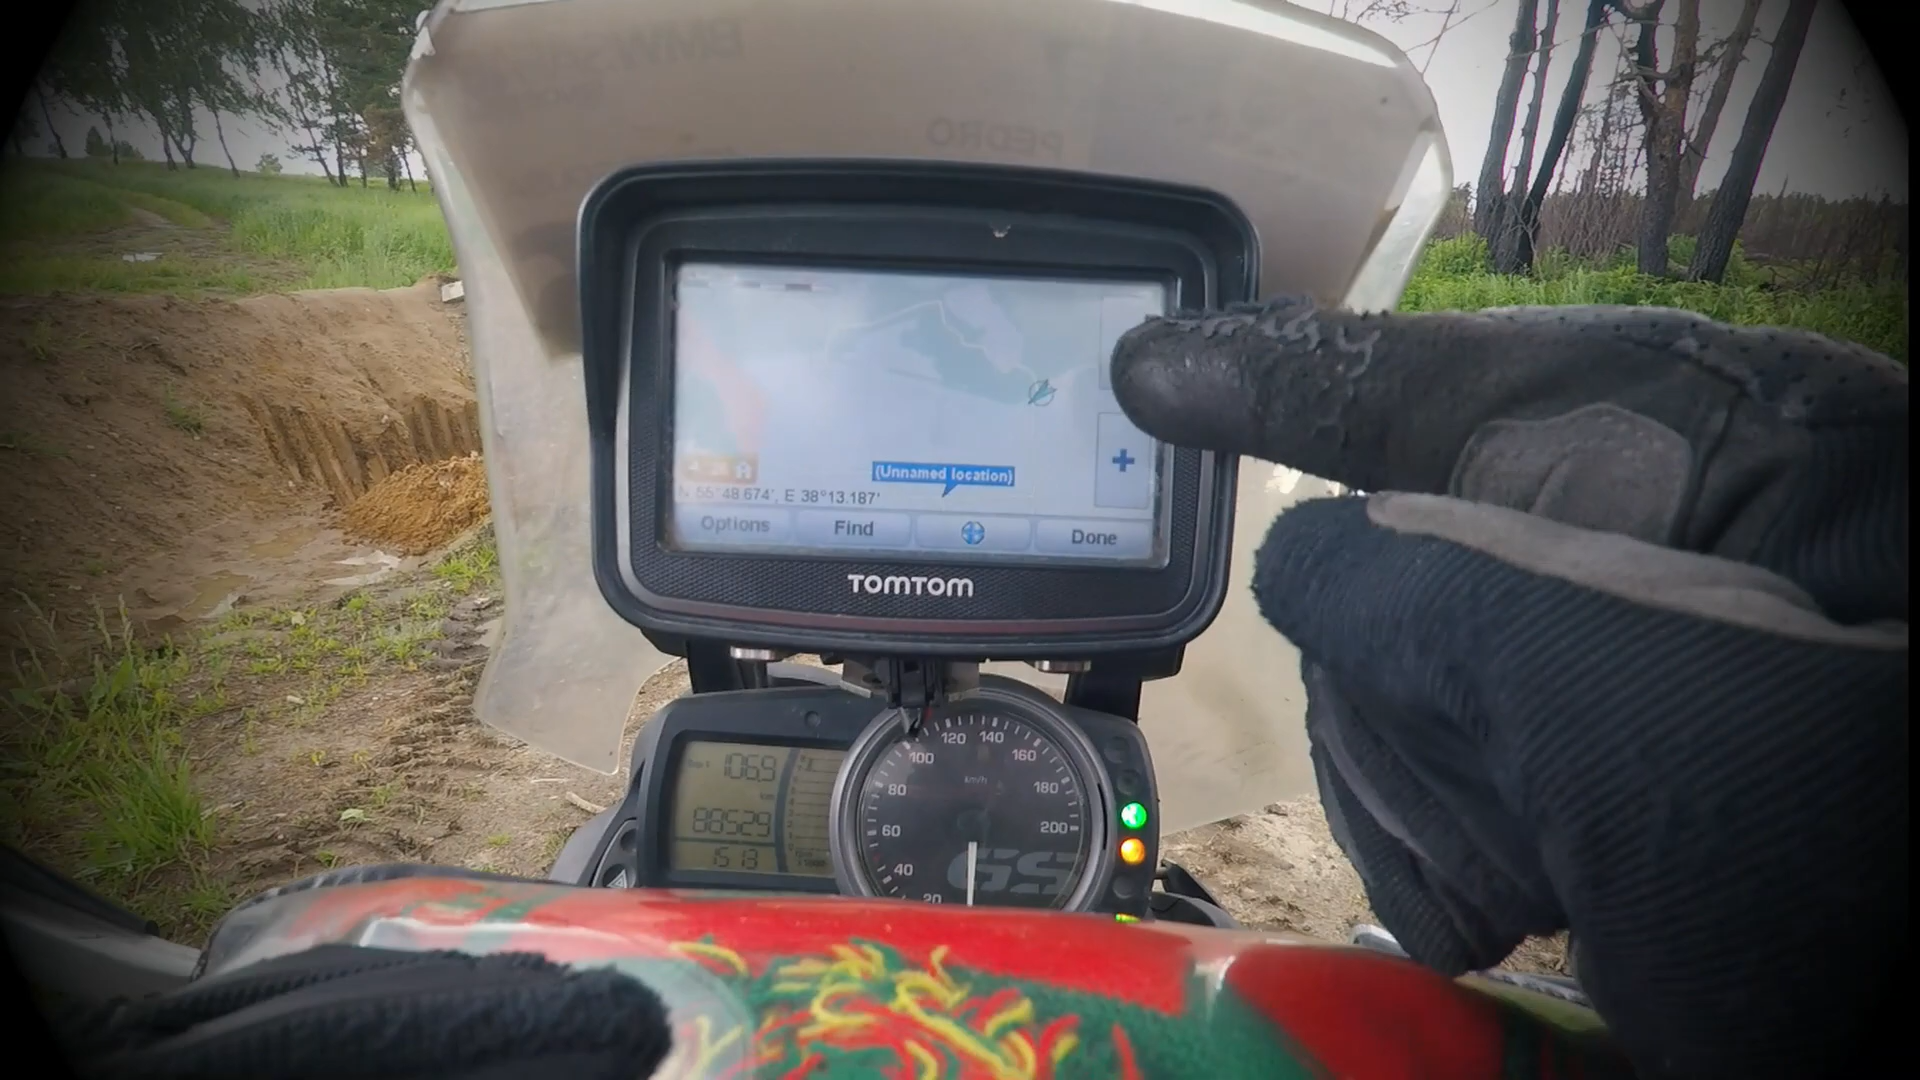 PEDRO
+
(Unnamed location)
N 55°48.674', E 38°13.187'
Options
Find
Done
TOMTOM
106,9
88529
1513
20
40
60
80
100
120
140
160
180
200
km/h
GS